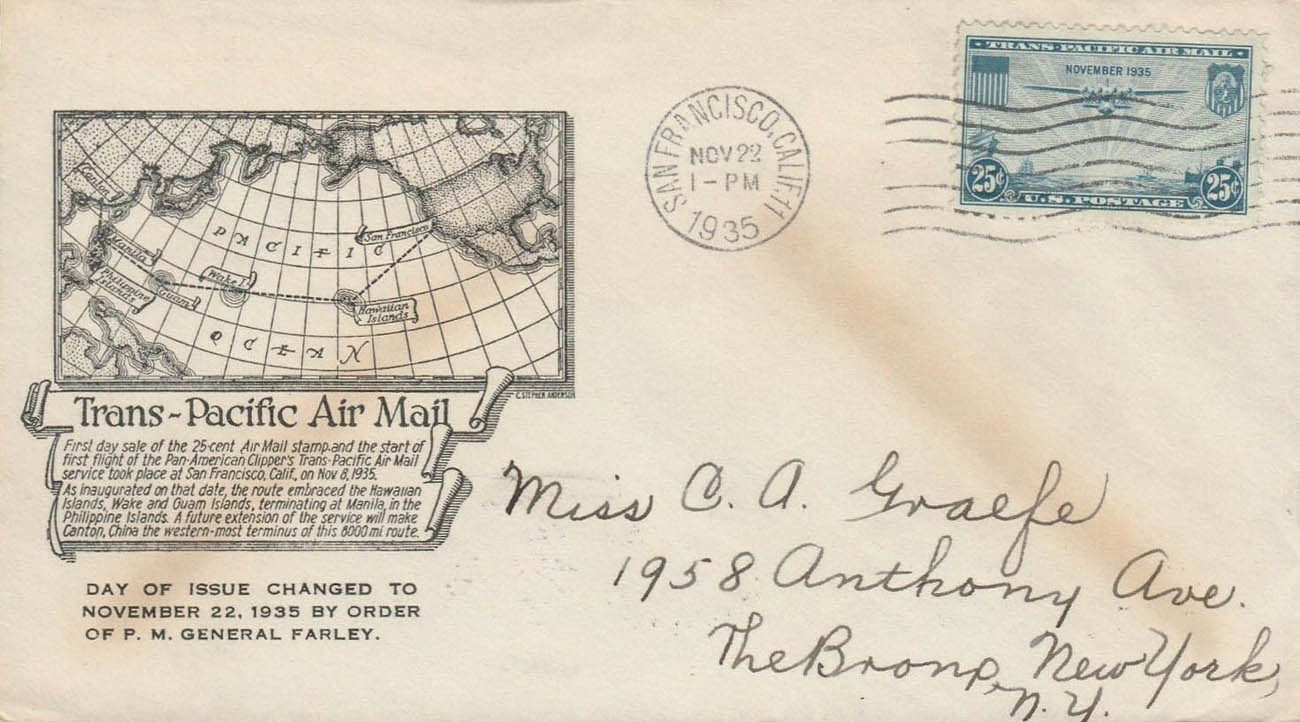 TRANS-PACIFIC AIR MAIL
NOVEMBER 1935
25¢ 25¢
U.S. POSTAGE
SAN FRANCISCO, CALIF. 11
NOV 22
1 - PM
1935
Canton
PACIFIC
San Francisco
Manila
Wake I.
Philippine
Islands
Guam
Hawaiian
Islands
OCEAN
C. STEPHEN ANDERSON
Trans-Pacific Air Mail
First day sale of the 25-cent Air Mail stamp and the start of
first flight of the Pan-American Clipper's Trans-Pacific Air Mail
service took place at San Francisco, Calif., on Nov 8, 1935.
As inaugurated on that date, the route embraced the Hawaiian
Islands, Wake and Guam Islands, terminating at Manila, in the
Philippine Islands. A future extension of the service will make
Canton, China the western-most terminus of this 8000 mi. route.
DAY OF ISSUE CHANGED TO
NOVEMBER 22, 1935 BY ORDER
OF P. M. GENERAL FARLEY.
Miss C. A. Graefe
1958 Anthony Ave.
The Bronx, New York,
N. Y.